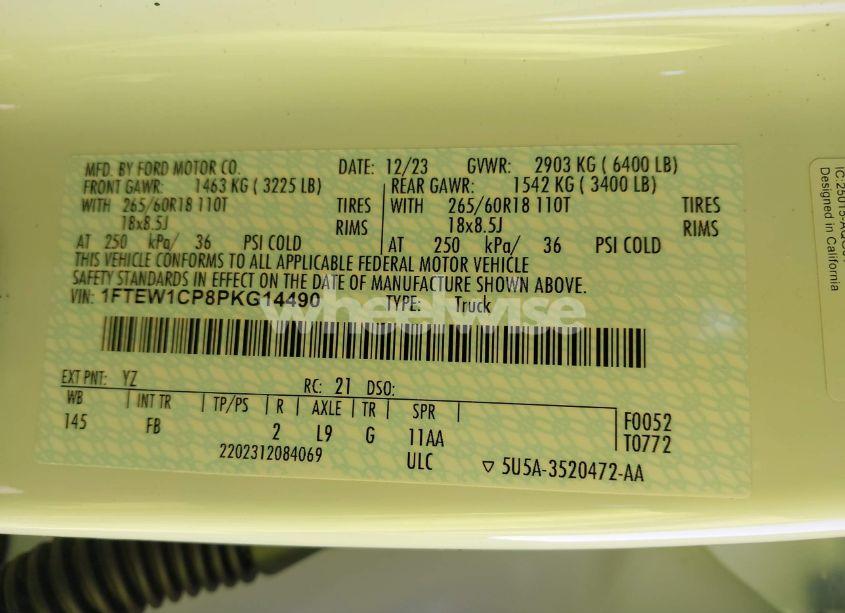 MFD. BY FORD MOTOR CO. DATE: 12/23 GVWR: 2903 KG ( 6400 LB)
FRONT GAWR: 1463 KG ( 3225 LB) REAR GAWR: 1542 KG ( 3400 LB)
WITH 265/60R18 110T TIRES WITH 265/60R18 110T TIRES
18x8.5J RIMS 18x8.5J RIMS
AT 250 kPa/ 36 PSI COLD AT 250 kPa/ 36 PSI COLD
THIS VEHICLE CONFORMS TO ALL APPLICABLE FEDERAL MOTOR VEHICLE
SAFETY STANDARDS IN EFFECT ON THE DATE OF MANUFACTURE SHOWN ABOVE.
VIN: 1FTEW1CP8PKG14490 TYPE: Truck
wheelwise
EXT PNT: YZ RC: 21 DSO:
WB INT TR TP/PS R AXLE TR SPR
145 FB 2 L9 G 11AA
F0052
T0772
2202312084069 ULC ▽ 5U5A-3520472-AA
Designed in California